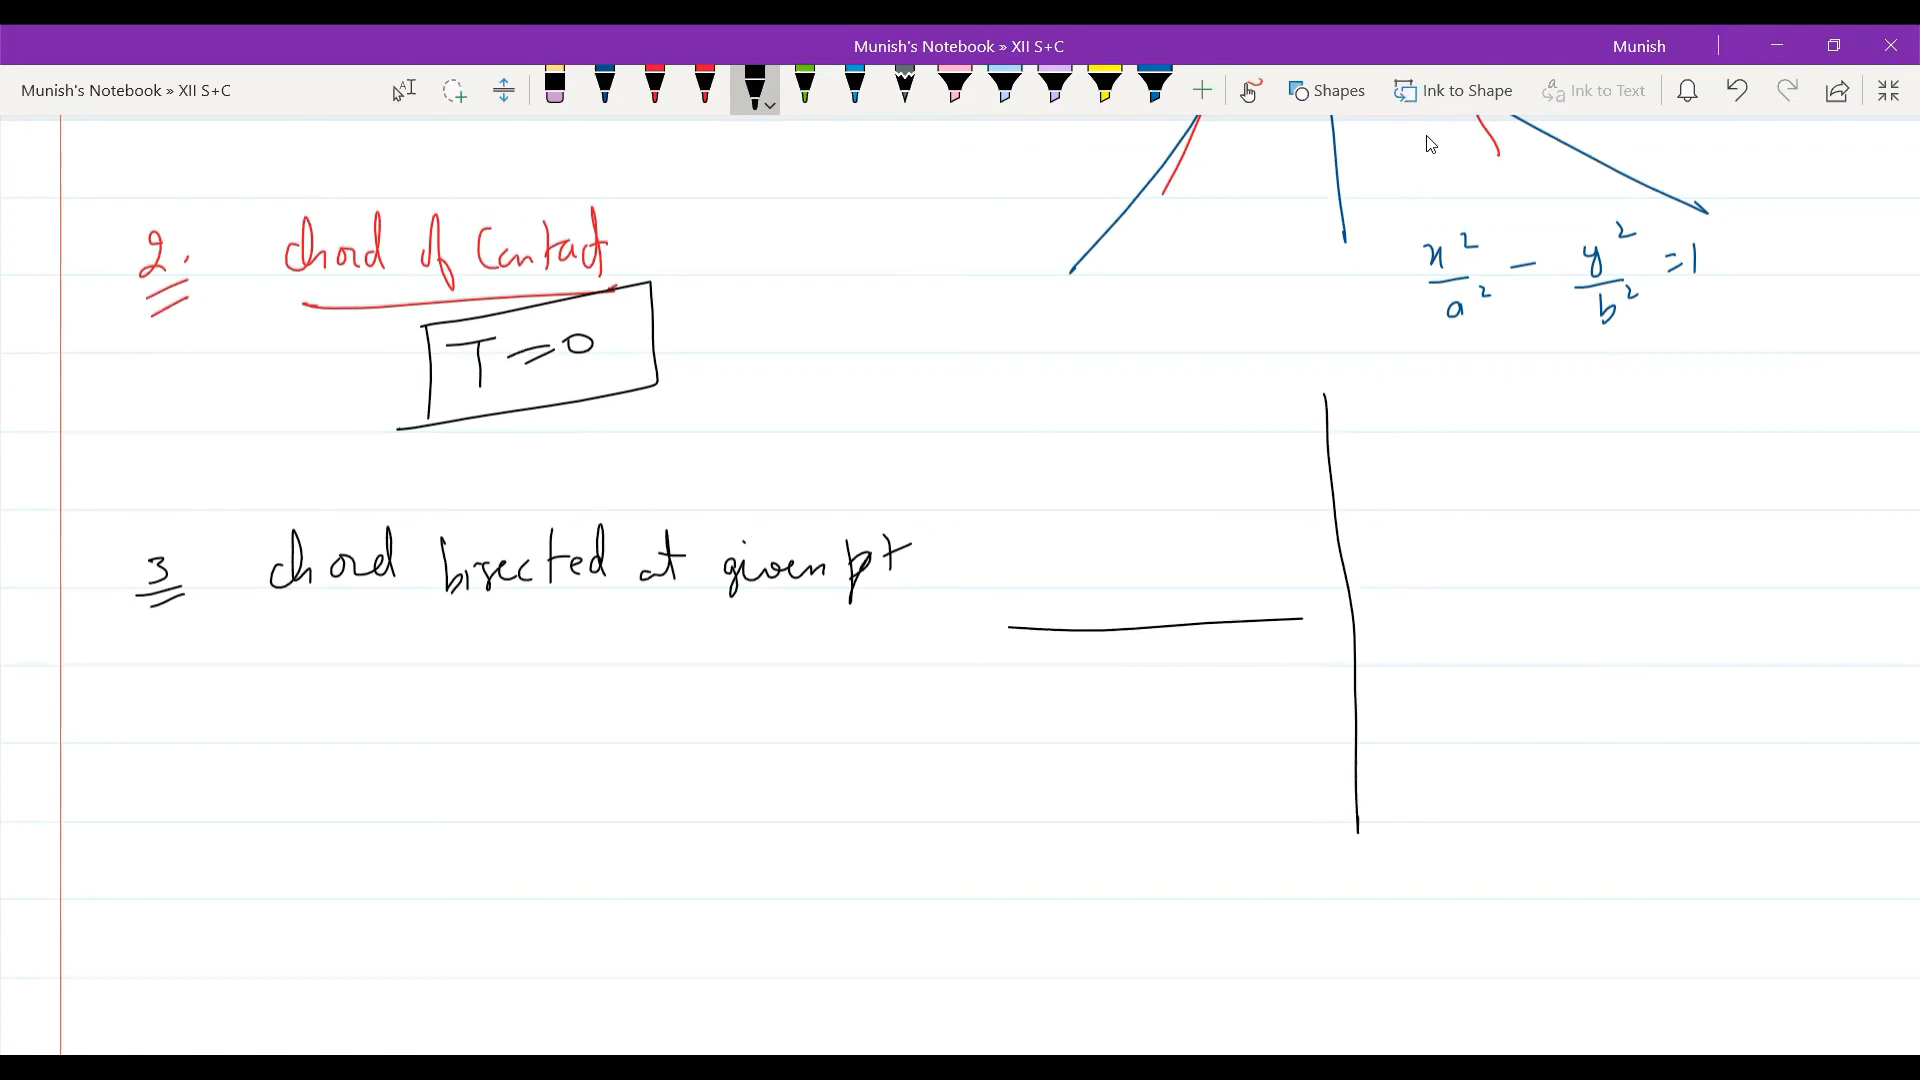 Munish's Notebook » XII S+C
Munish
Munish's Notebook » XII S+C
Shapes
Ink to Shape
Ink to Text
2. Chord of Contact
x²/a² - y²/b² = 1
T = 0
3 chord bisected at given pt